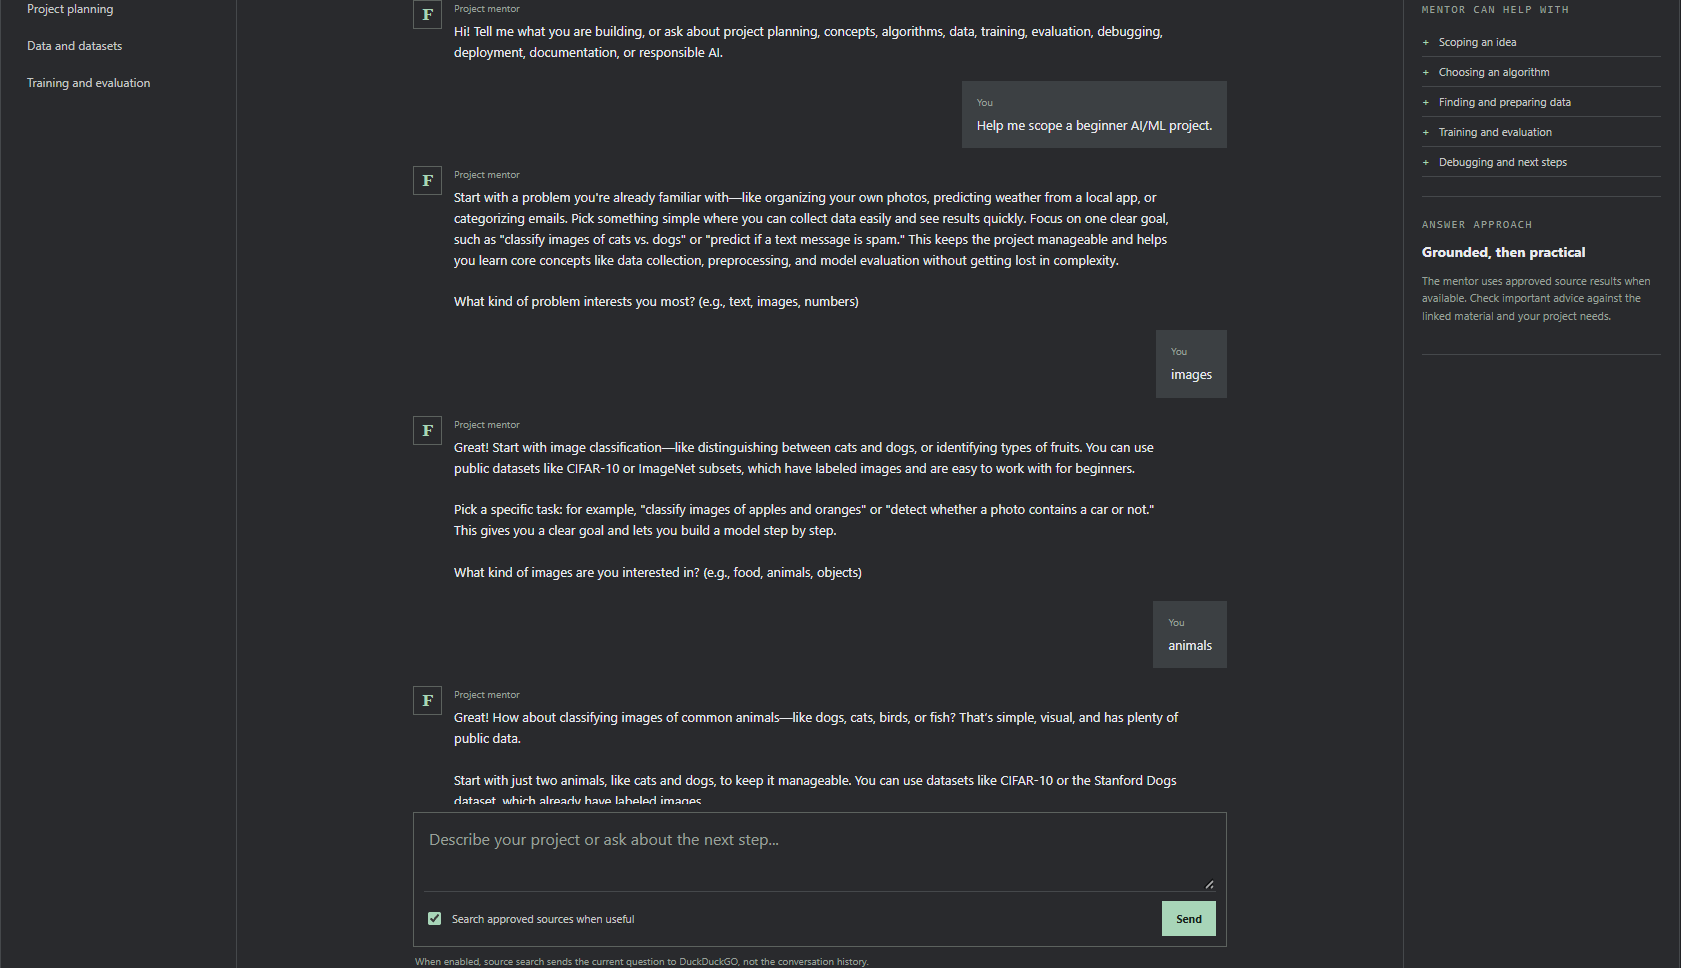 Project planning
Data and datasets
Training and evaluation
F
Project mentor
Hi! Tell me what you are building, or ask about project planning, concepts, algorithms, data, training, evaluation, debugging,
deployment, documentation, or responsible AI.
You
Help me scope a beginner AI/ML project.
F
Project mentor
Start with a problem you're already familiar with—like organizing your own photos, predicting weather from a local app, or
categorizing emails. Pick something simple where you can collect data easily and see results quickly. Focus on one clear goal,
such as "classify images of cats vs. dogs" or "predict if a text message is spam." This keeps the project manageable and helps
you learn core concepts like data collection, preprocessing, and model evaluation without getting lost in complexity.
What kind of problem interests you most? (e.g., text, images, numbers)
You
images
F
Project mentor
Great! Start with image classification—like distinguishing between cats and dogs, or identifying types of fruits. You can use
public datasets like CIFAR-10 or ImageNet subsets, which have labeled images and are easy to work with for beginners.
Pick a specific task: for example, "classify images of apples and oranges" or "detect whether a photo contains a car or not."
This gives you a clear goal and lets you build a model step by step.
What kind of images are you interested in? (e.g., food, animals, objects)
You
animals
F
Project mentor
Great! How about classifying images of common animals—like dogs, cats, birds, or fish? That's simple, visual, and has plenty of
public data.
Start with just two animals, like cats and dogs, to keep it manageable. You can use datasets like CIFAR-10 or the Stanford Dogs
dataset, which already have labeled images.
Describe your project or ask about the next step...
Search approved sources when useful
Send
When enabled, source search sends the current question to DuckDuckGO, not the conversation history.
MENTOR CAN HELP WITH
+ Scoping an idea
+ Choosing an algorithm
+ Finding and preparing data
+ Training and evaluation
+ Debugging and next steps
ANSWER APPROACH
Grounded, then practical
The mentor uses approved source results when
available. Check important advice against the
linked material and your project needs.